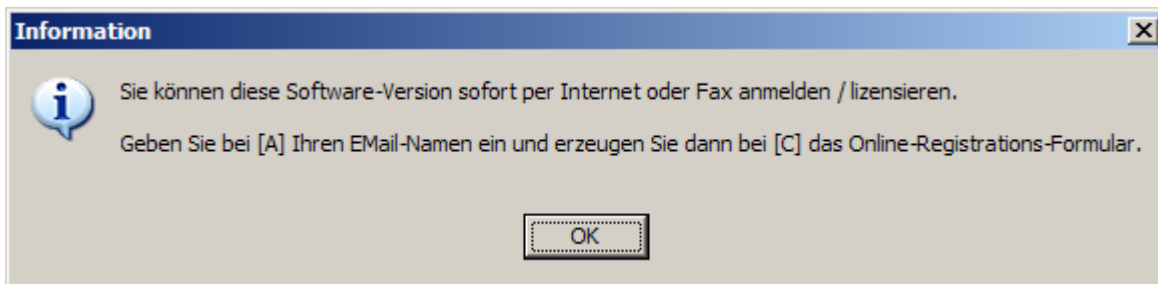 Information
Sie können diese Software-Version sofort per Internet oder Fax anmelden / lizensieren.
Geben Sie bei [A] Ihren EMail-Namen ein und erzeugen Sie dann bei [C] das Online-Registrations-Formular.
OK